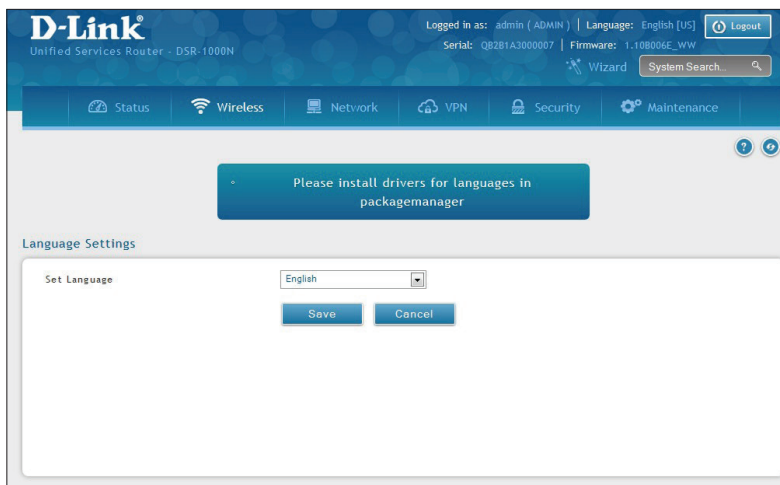 D-Link®
Unified Services Router - DSR-1000N
Logged in as: admin ( ADMIN ) | Language: English [US]
Logout
Serial: QB2B1A3000007 | Firmware: 1.10B006E_WW
Wizard
System Search...
Status
Wireless
Network
VPN
Security
Maintenance
?
Please install drivers for languages in
packagemanager
Language Settings
Set Language
English
Save
Cancel